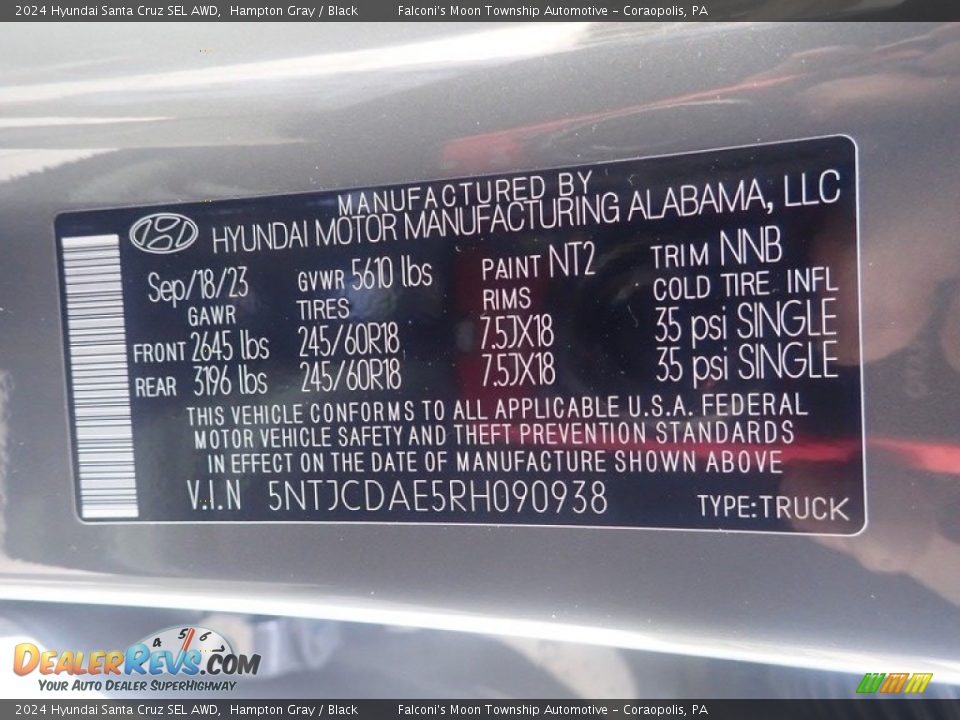 2024 Hyundai Santa Cruz SEL AWD, Hampton Gray / Black Falconi's Moon Township Automotive - Coraopolis, PA
MANUFACTURED BY
HYUNDAI MOTOR MANUFACTURING ALABAMA, LLC
Sep/18/23 GVWR 5610 lbs PAINT NT2 TRIM NNB
GAWR TIRES RIMS COLD TIRE INFL
FRONT 2645 lbs 245/60R18 7.5JX18 35 psi SINGLE
REAR 3196 lbs 245/60R18 7.5JX18 35 psi SINGLE
THIS VEHICLE CONFORMS TO ALL APPLICABLE U.S.A. FEDERAL
MOTOR VEHICLE SAFETY AND THEFT PREVENTION STANDARDS
IN EFFECT ON THE DATE OF MANUFACTURE SHOWN ABOVE
V.I.N 5NTJCDAE5RH090938 TYPE:TRUCK
4 5 6
DEALERREVS.COM
YOUR AUTO DEALER SUPERHIGHWAY
2024 Hyundai Santa Cruz SEL AWD, Hampton Gray / Black Falconi's Moon Township Automotive - Coraopolis, PA